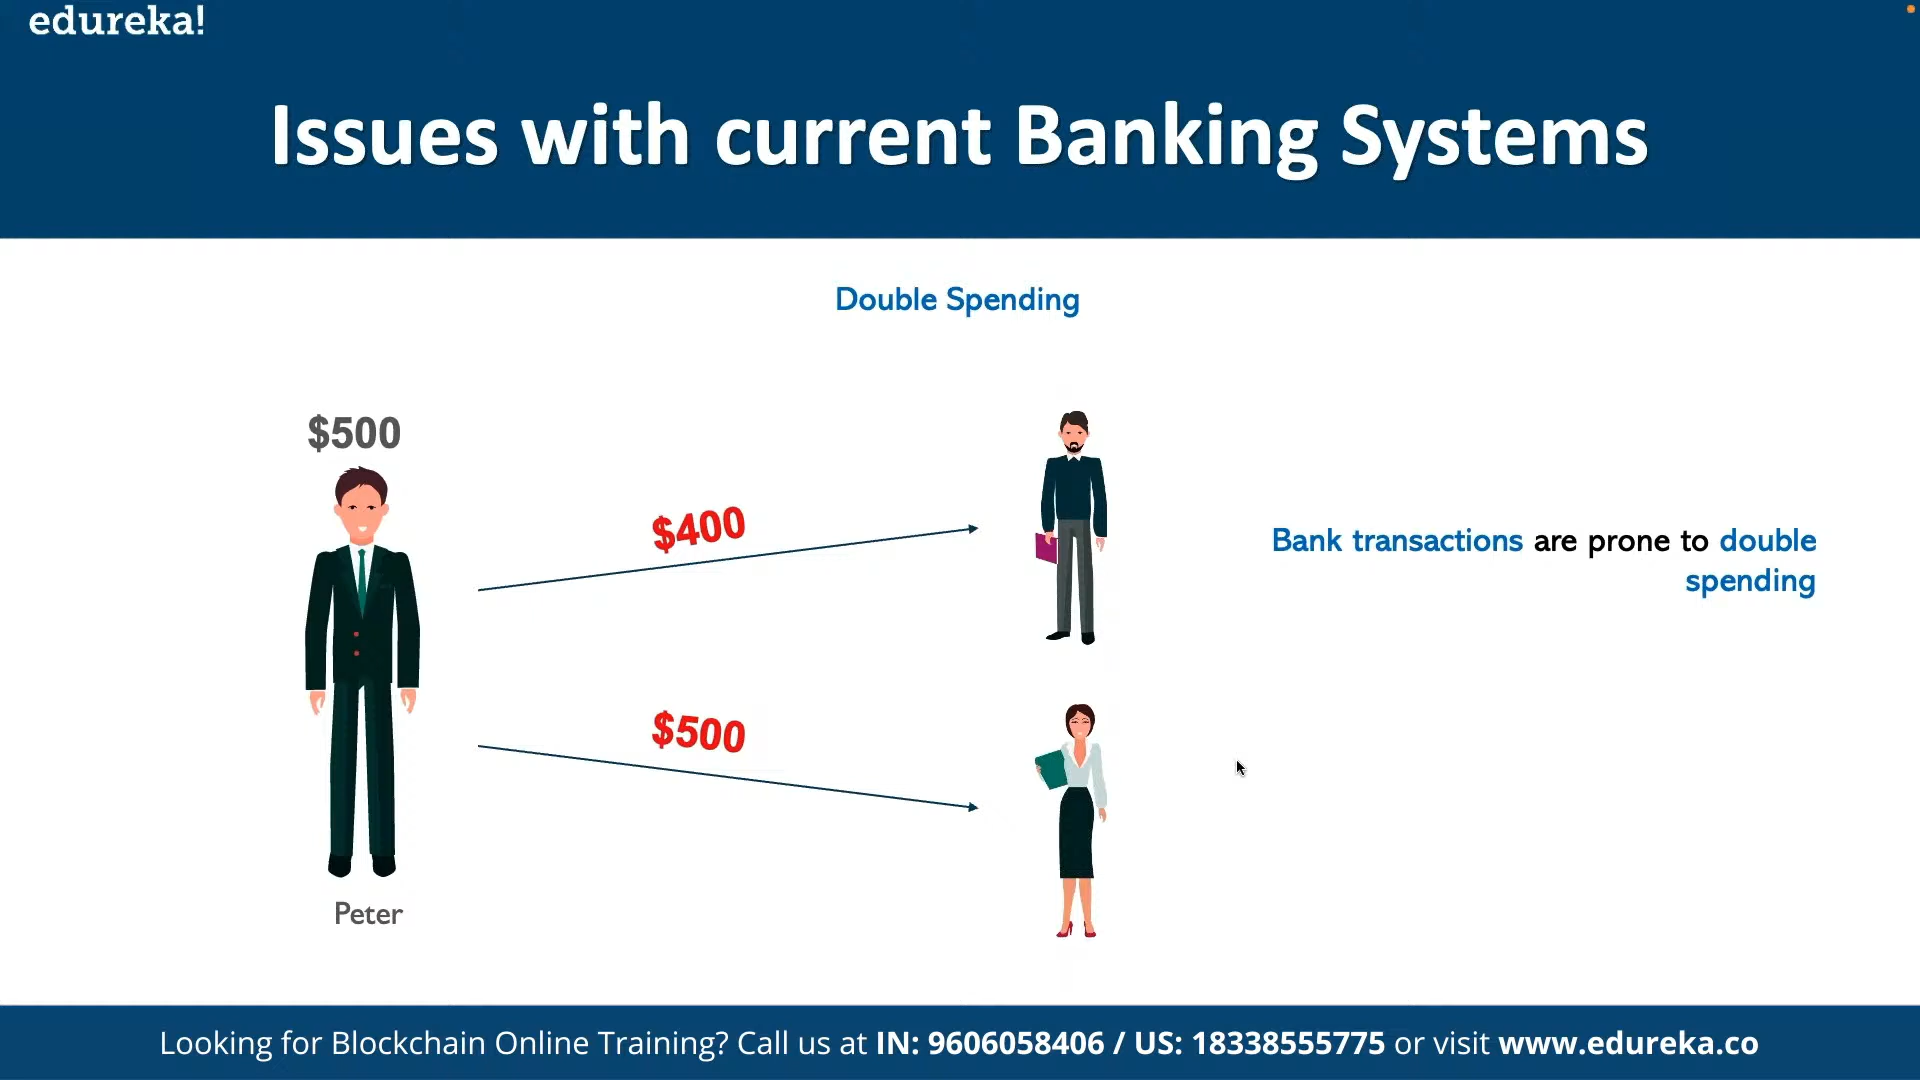 edureka!
Issues with current Banking Systems
Double Spending
$500
$400
$500
Peter
Bank transactions are prone to double
spending
Looking for Blockchain Online Training? Call us at IN: 9606058406 / US: 18338555775 or visit www.edureka.co